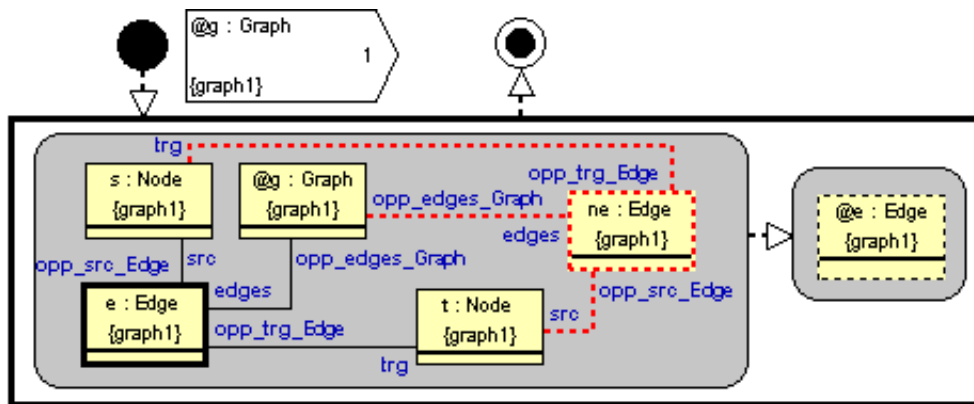 @g : Graph
1
{graph1}
trg
s : Node
{graph1}
@g : Graph
{graph1}
opp_trg_Edge
opp_edges_Graph
edges
ne : Edge
{graph1}
@e : Edge
{graph1}
opp_src_Edge
src
opp_edges_Graph
edges
e : Edge
{graph1}
opp_trg_Edge
trg
t : Node
{graph1}
src
opp_src_Edge